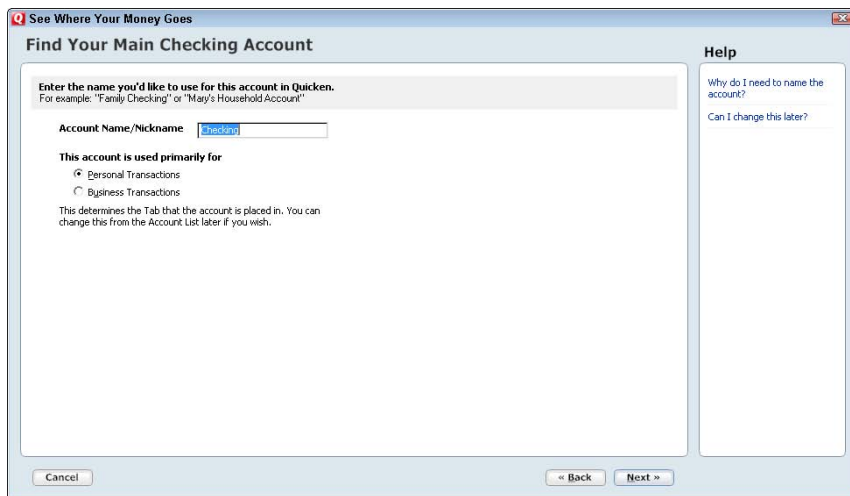 See Where Your Money Goes
Find Your Main Checking Account
Enter the name you'd like to use for this account in Quicken.
For example: "Family Checking" or "Mary's Household Account"
Account Name/Nickname Checking
This account is used primarily for
Personal Transactions
Business Transactions
This determines the Tab that the account is placed in. You can
change this from the Account List later if you wish.
Help
Why do I need to name the
account?
Can I change this later?
Cancel
« Back
Next »